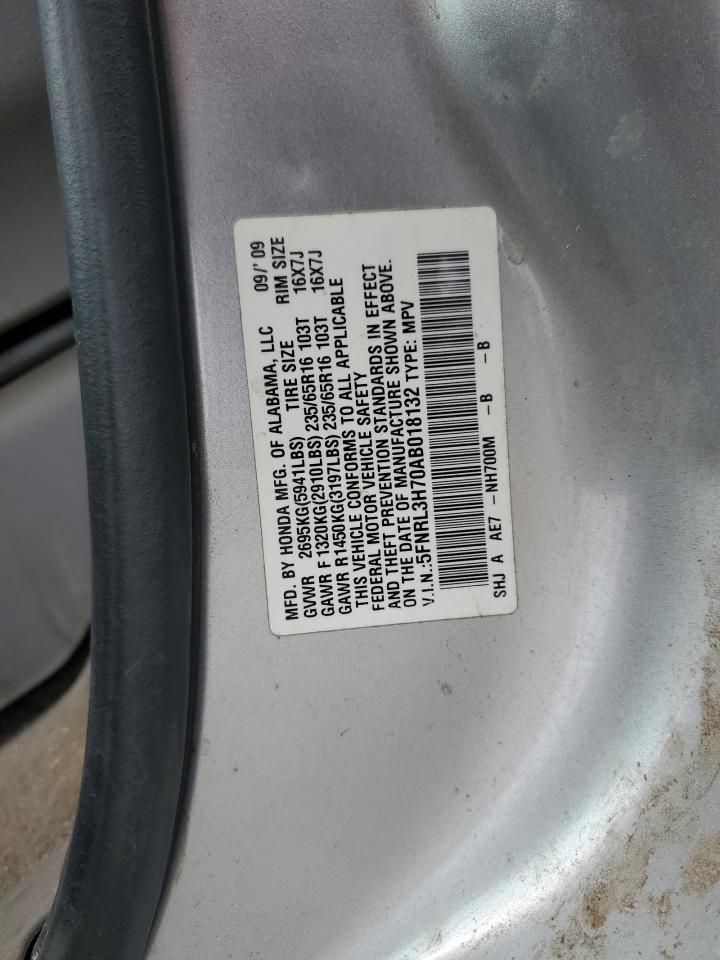 MFD. BY HONDA MFG. OF ALABAMA, LLC 09/'09
GVWR 2695KG(5941LBS) TIRE SIZE RIM SIZE
GAWR F 1320KG(2910LBS) 235/65R16 103T 16X7J
GAWR R1450KG(3197LBS) 235/65R16 103T 16X7J
THIS VEHICLE CONFORMS TO ALL APPLICABLE
FEDERAL MOTOR VEHICLE SAFETY
AND THEFT PREVENTION STANDARDS IN EFFECT
ON THE DATE OF MANUFACTURE SHOWN ABOVE.
V.I.N.:5FNRL3H70AB018132 TYPE: MPV
SHJ A AE7 -NH700M -B -B